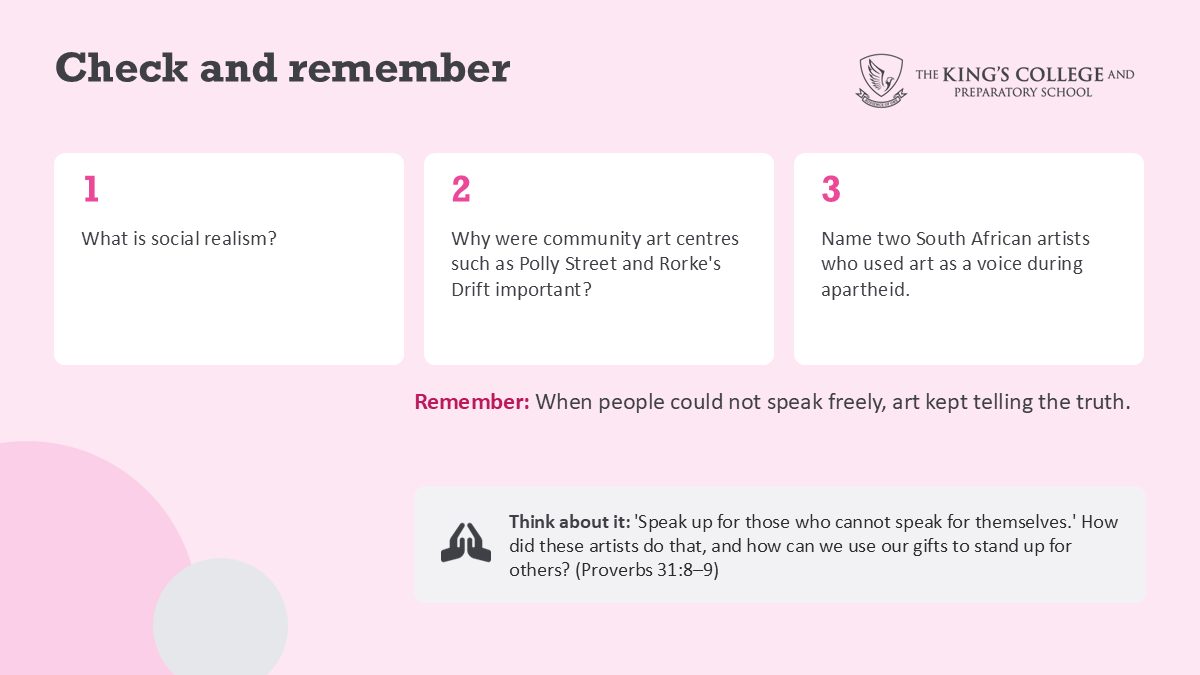 Check and remember
THE KING'S COLLEGE AND
PREPARATORY SCHOOL
1
What is social realism?
2
Why were community art centres
such as Polly Street and Rorke's
Drift important?
3
Name two South African artists
who used art as a voice during
apartheid.
Remember: When people could not speak freely, art kept telling the truth.
Think about it: 'Speak up for those who cannot speak for themselves.' How
did these artists do that, and how can we use our gifts to stand up for
others? (Proverbs 31:8–9)